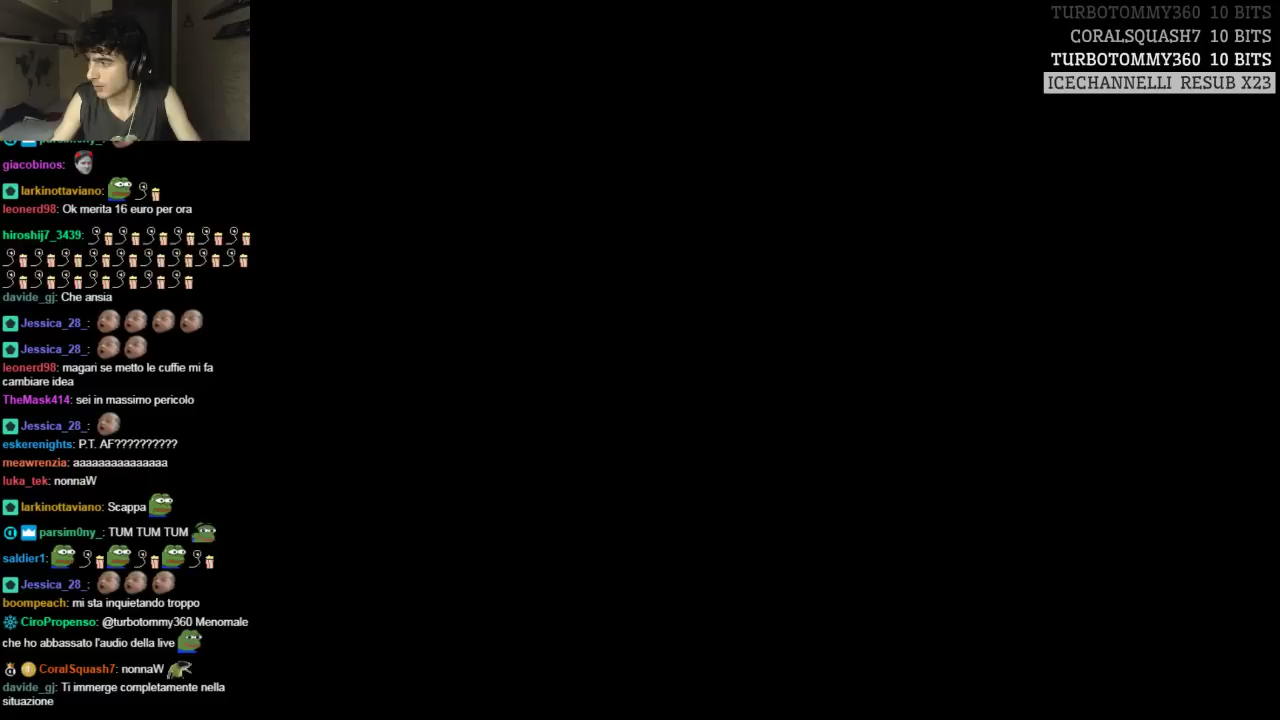 TURBOTOMMY360 10 BITS
CORALSQUASH7 10 BITS
TURBOTOMMY360 10 BITS
ICECHANNELLI RESUB X23
giacobinos:
larkinottaviano:
leonerd98: Ok merita 16 euro per ora
hiroshij7_3439:
davide_gj: Che ansia
Jessica_28_:
Jessica_28_:
leonerd98: magari se metto le cuffie mi fa
cambiare idea
TheMask414: sei in massimo pericolo
Jessica_28_:
eskerenights: P.T. AF??????????
meawrenzia: aaaaaaaaaaaaaaa
luka_tek: nonnaW
larkinottaviano: Scappa
parsim0ny_: TUM TUM TUM
saldier1:
Jessica_28_:
boompeach: mi sta inquietando troppo
CiroPropenso: @turbotommy360 Menomale
che ho abbassato l'audio della live
CoralSquash7: nonnaW
davide_gj: Ti immerge completamente nella
situazione